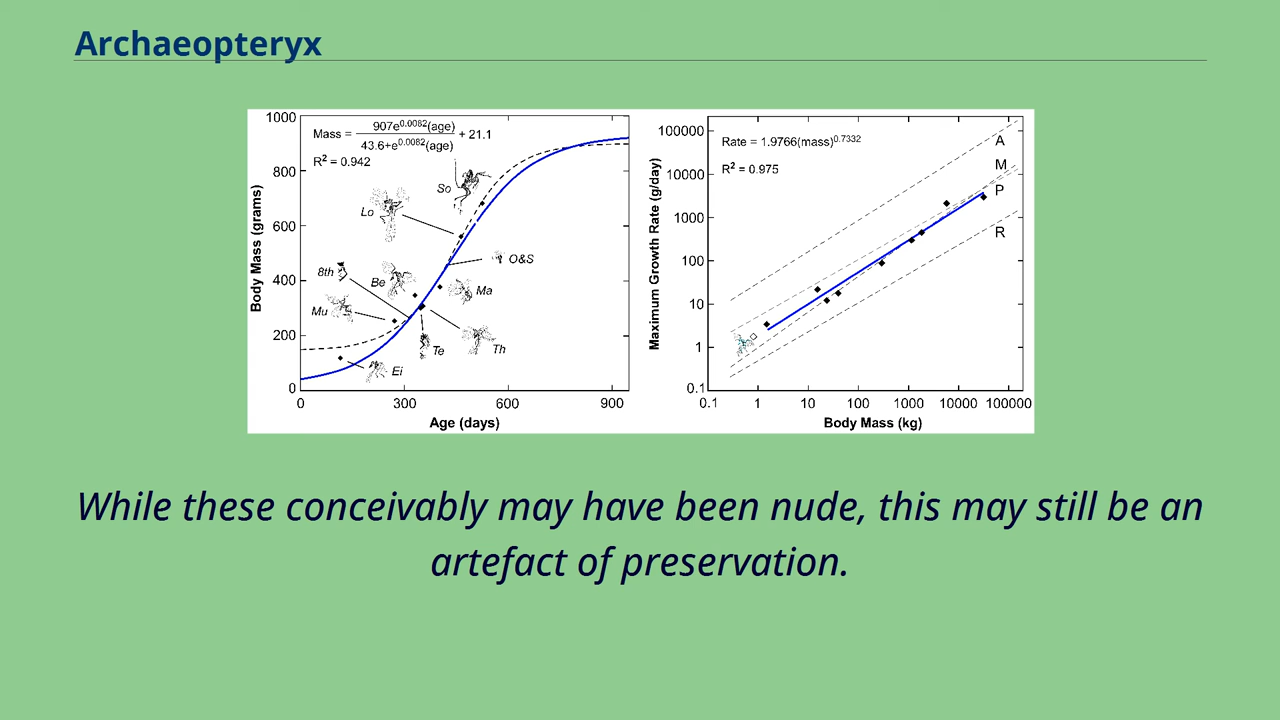 Archaeopteryx
1000
800
600
400
200
0
Body Mass (grams)
Mass = 907e^0.0082(age) / 43.6+e^0.0082(age) + 21.1
R² = 0.942
So
Lo
O&S
8th
Be
Ma
Mu
Te
Th
Ei
0 300 600 900
Age (days)
100000
10000
1000
100
10
1
0.1
Maximum Growth Rate (g/day)
Rate = 1.9766(mass)^0.7332
R² = 0.975
A
M
P
R
0.1 1 10 100 1000 10000 100000
Body Mass (kg)
While these conceivably may have been nude, this may still be an
artefact of preservation.